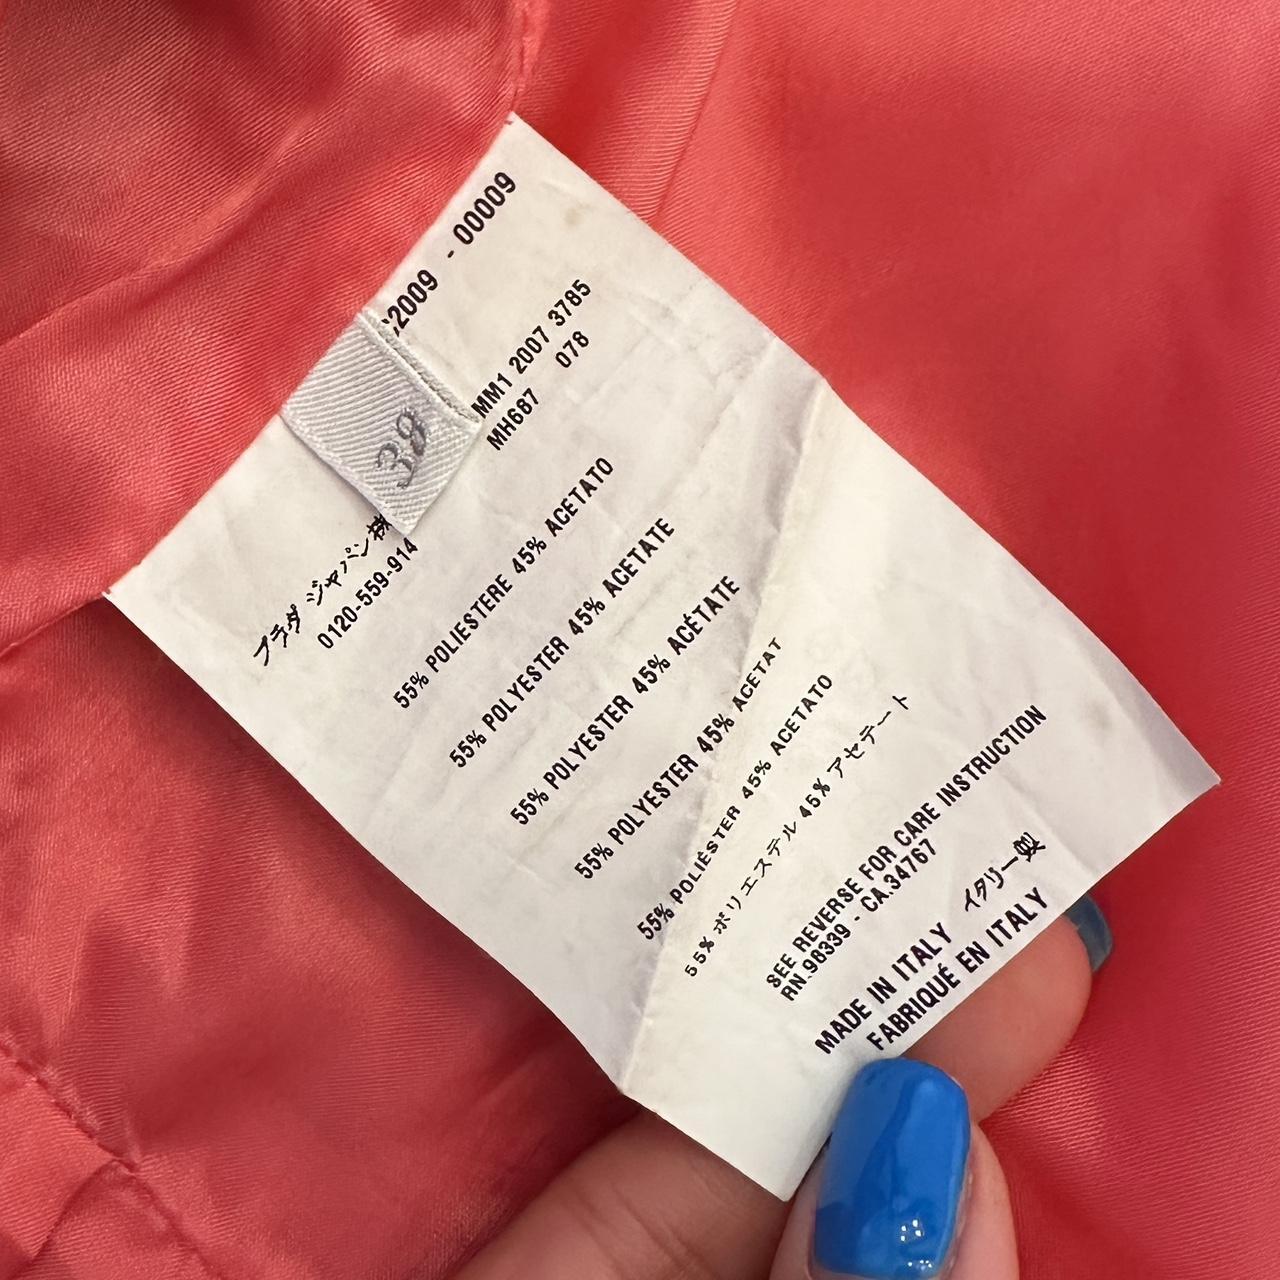 2009 - 00009
MM1 2007 3785
MH667 078
38
プラダ ジャパン株
0120-559-914
55% POLIESTERE 45% ACETATO
55% POLYESTER 45% ACETATE
55% POLYESTER 45% ACÉTATE
55% POLYESTER 45% ACETAT
55% POLIÉSTER 45% ACETATO
55% ポリエステル 45% アセテート
SEE REVERSE FOR CARE INSTRUCTION
RN.98339 - CA.34767
MADE IN ITALY イタリー製
FABRIQUÉ EN ITALY